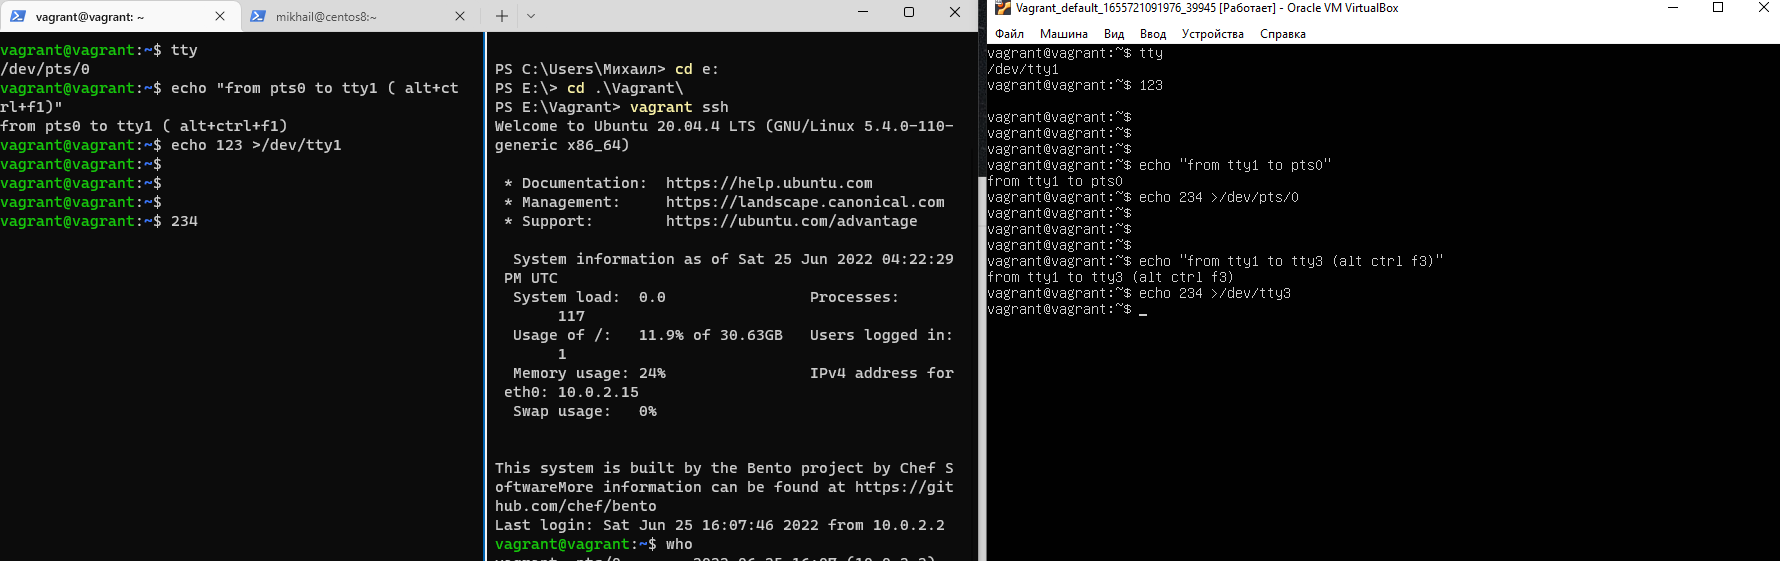 vagrant@vagrant: ~
mikhail@centos8:~
vagrant@vagrant:~$ tty
/dev/pts/0
vagrant@vagrant:~$ echo "from pts0 to tty1 ( alt+ct
rl+f1)"
from pts0 to tty1 ( alt+ctrl+f1)
vagrant@vagrant:~$ echo 123 >/dev/tty1
vagrant@vagrant:~$
vagrant@vagrant:~$
vagrant@vagrant:~$
vagrant@vagrant:~$ 234
PS C:\Users\Михаил> cd e:
PS E:\> cd .\Vagrant\
PS E:\Vagrant> vagrant ssh
Welcome to Ubuntu 20.04.4 LTS (GNU/Linux 5.4.0-110-
generic x86_64)
* Documentation:  https://help.ubuntu.com
* Management:     https://landscape.canonical.com
* Support:        https://ubuntu.com/advantage
System information as of Sat 25 Jun 2022 04:22:29
PM UTC
System load:  0.0                Processes:
117
Usage of /:   11.9% of 30.63GB   Users logged in:
1
Memory usage: 24%                IPv4 address for
eth0: 10.0.2.15
Swap usage:   0%
This system is built by the Bento project by Chef S
oftwareMore information can be found at https://git
hub.com/chef/bento
Last login: Sat Jun 25 16:07:46 2022 from 10.0.2.2
vagrant@vagrant:~$ who
Vagrant_default_1655721091976_39945 [Работает] - Oracle VM VirtualBox
Файл Машина Вид Ввод Устройства Справка
vagrant@vagrant:~$ tty
/dev/tty1
vagrant@vagrant:~$ 123
vagrant@vagrant:~$
vagrant@vagrant:~$
vagrant@vagrant:~$
vagrant@vagrant:~$ echo "from tty1 to pts0"
from tty1 to pts0
vagrant@vagrant:~$ echo 234 >/dev/pts/0
vagrant@vagrant:~$
vagrant@vagrant:~$
vagrant@vagrant:~$
vagrant@vagrant:~$ echo "from tty1 to tty3 (alt ctrl f3)"
from tty1 to tty3 (alt ctrl f3)
vagrant@vagrant:~$ echo 234 >/dev/tty3
vagrant@vagrant:~$ _